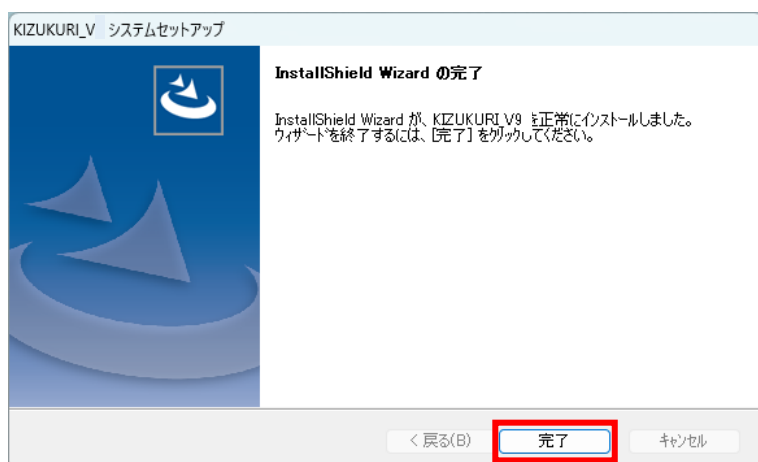 KIZUKURI_V システムセットアップ
InstallShield Wizard の完了
InstallShield Wizard が、KIZUKURI_V9 を正常にインストールしました。
ウィザードを終了するには、[完了] をクリックしてください。
< 戻る(B) 完了 キャンセル